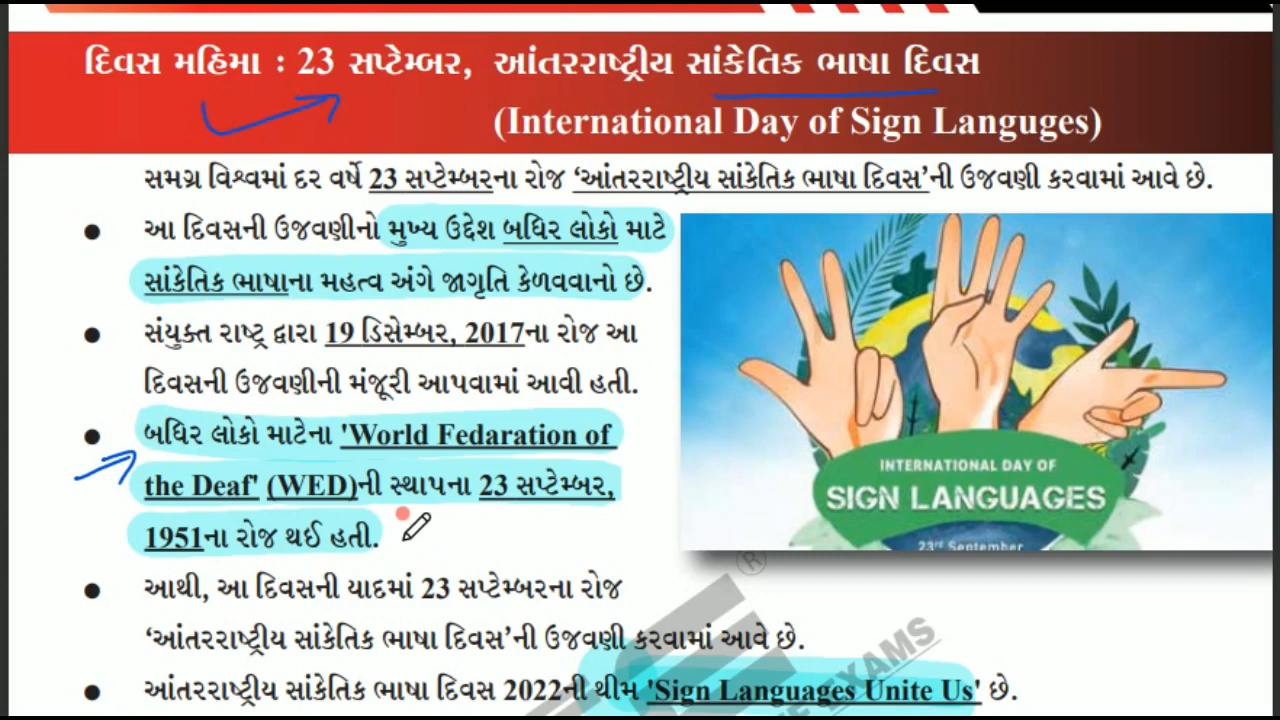 દિવસ મહિમા : 23 સપ્ટેમ્બર, આંતરરાષ્ટ્રીય સાંકેતિક ભાષા દિવસ
(International Day of Sign Languges)
સમગ્ર વિશ્વમાં દર વર્ષે 23 સપ્ટેમ્બરના રોજ ‘આંતરરાષ્ટ્રીય સાંકેતિક ભાષા દિવસ’ની ઉજવણી કરવામાં આવે છે.
● આ દિવસની ઉજવણીનો મુખ્ય ઉદ્દેશ બધિર લોકો માટે
સાંકેતિક ભાષાના મહત્વ અંગે જાગૃતિ કેળવવાનો છે.
● સંયુક્ત રાષ્ટ્ર દ્વારા 19 ડિસેમ્બર, 2017ના રોજ આ
દિવસની ઉજવણીની મંજૂરી આપવામાં આવી હતી.
● બધિર લોકો માટેના 'World Fedaration of
the Deaf' (WED)ની સ્થાપના 23 સપ્ટેમ્બર,
1951ના રોજ થઈ હતી.
● આથી, આ દિવસની યાદમાં 23 સપ્ટેમ્બરના રોજ
‘આંતરરાષ્ટ્રીય સાંકેતિક ભાષા દિવસ’ની ઉજવણી કરવામાં આવે છે.
● આંતરરાષ્ટ્રીય સાંકેતિક ભાષા દિવસ 2022ની થીમ 'Sign Languages Unite Us' છે.
INTERNATIONAL DAY OF
SIGN LANGUAGES
23rd September
®
EXAMS